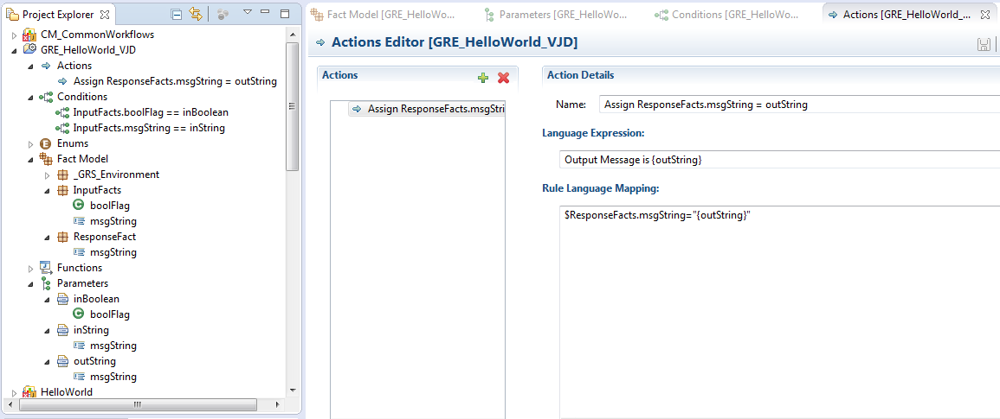 Project Explorer
CM_CommonWorkflows
GRE_HelloWorld_VJD
Actions
Assign ResponseFacts.msgString = outString
Conditions
InputFacts.boolFlag == inBoolean
InputFacts.msgString == inString
Enums
Fact Model
_GRS_Environment
InputFacts
boolFlag
msgString
ResponseFact
msgString
Functions
Parameters
inBoolean
boolFlag
inString
msgString
outString
msgString
HelloWorld
Fact Model [GRE_HelloWo... Parameters [GRE_HelloWo... Conditions [GRE_HelloWo... Actions [GRE_HelloWorld_...
Actions Editor [GRE_HelloWorld_VJD]
Actions
Assign ResponseFacts.msgStri
Action Details
Name: Assign ResponseFacts.msgString = outString
Language Expression:
Output Message is {outString}
Rule Language Mapping:
$ResponseFacts.msgString="{outString}"